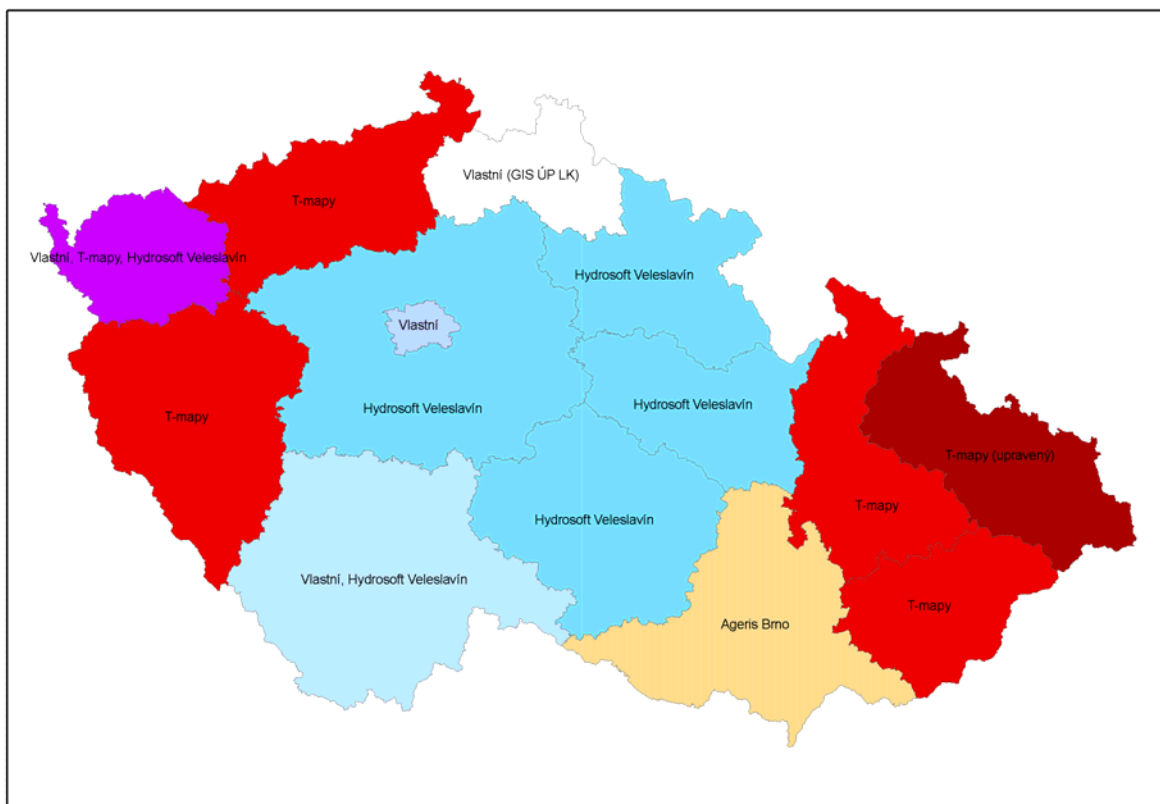 Vlastní (GIS ÚP LK)
T-mapy
Vlastní, T-mapy, Hydrosoft Veleslavín
Hydrosoft Veleslavín
Vlastní
Hydrosoft Veleslavín
Hydrosoft Veleslavín
T-mapy
T-mapy (upravený)
T-mapy
Hydrosoft Veleslavín
Vlastní, Hydrosoft Veleslavín
T-mapy
Ageris Brno